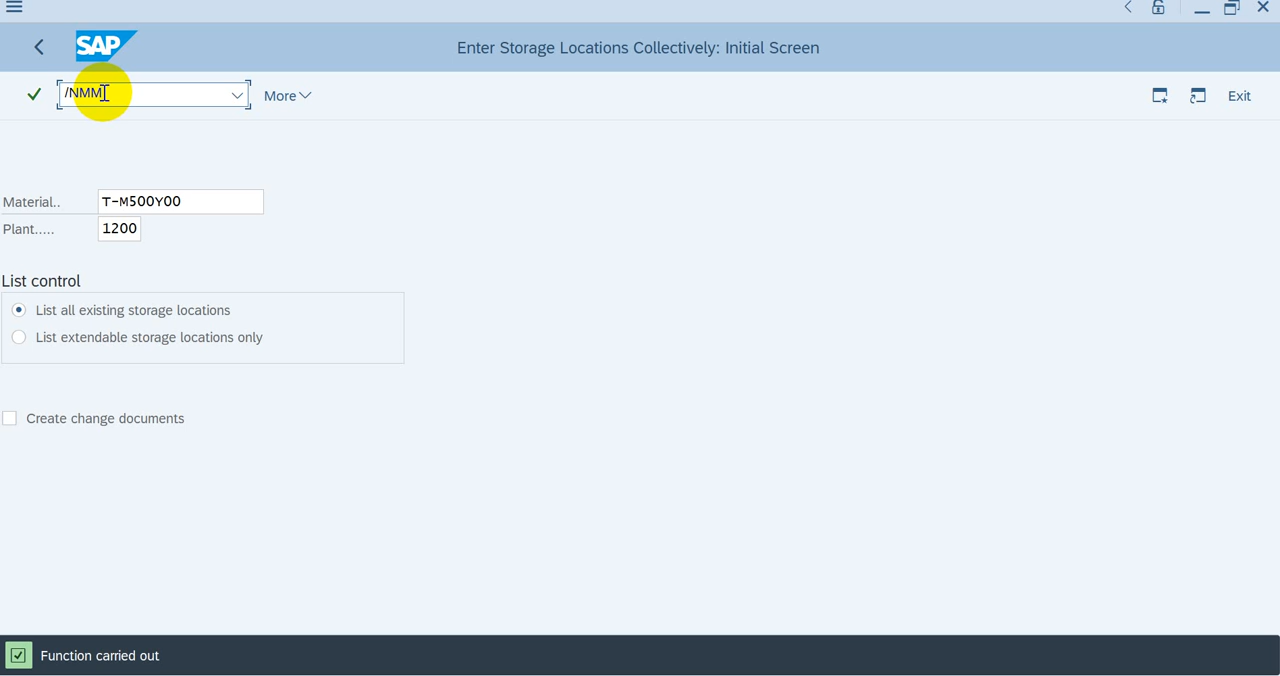 SAP
Enter Storage Locations Collectively: Initial Screen
/NMM
More
Exit
Material..
T-M500Y00
Plant.....
1200
List control
List all existing storage locations
List extendable storage locations only
Create change documents
Function carried out